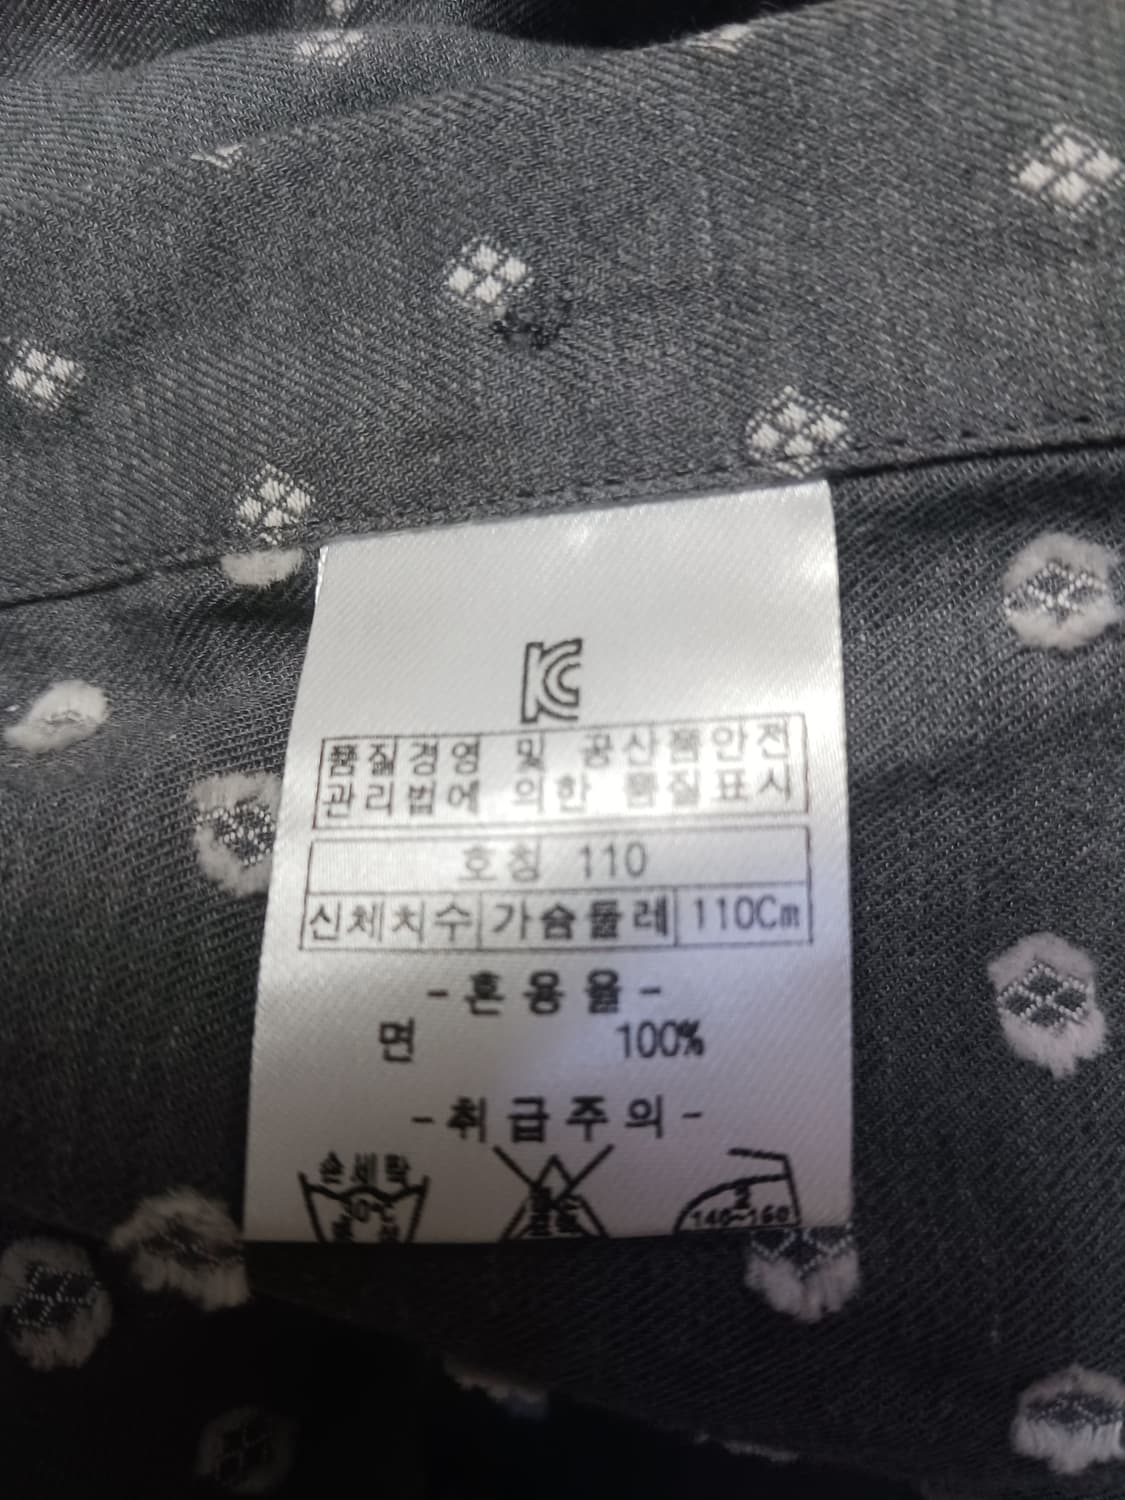 KC
품질경영 및 공산품안전
관리법에 의한 품질표시
호칭 110
신체치수 가슴둘레 110Cm
-혼용율-
면 100%
-취급주의-
손세탁
2
140~160